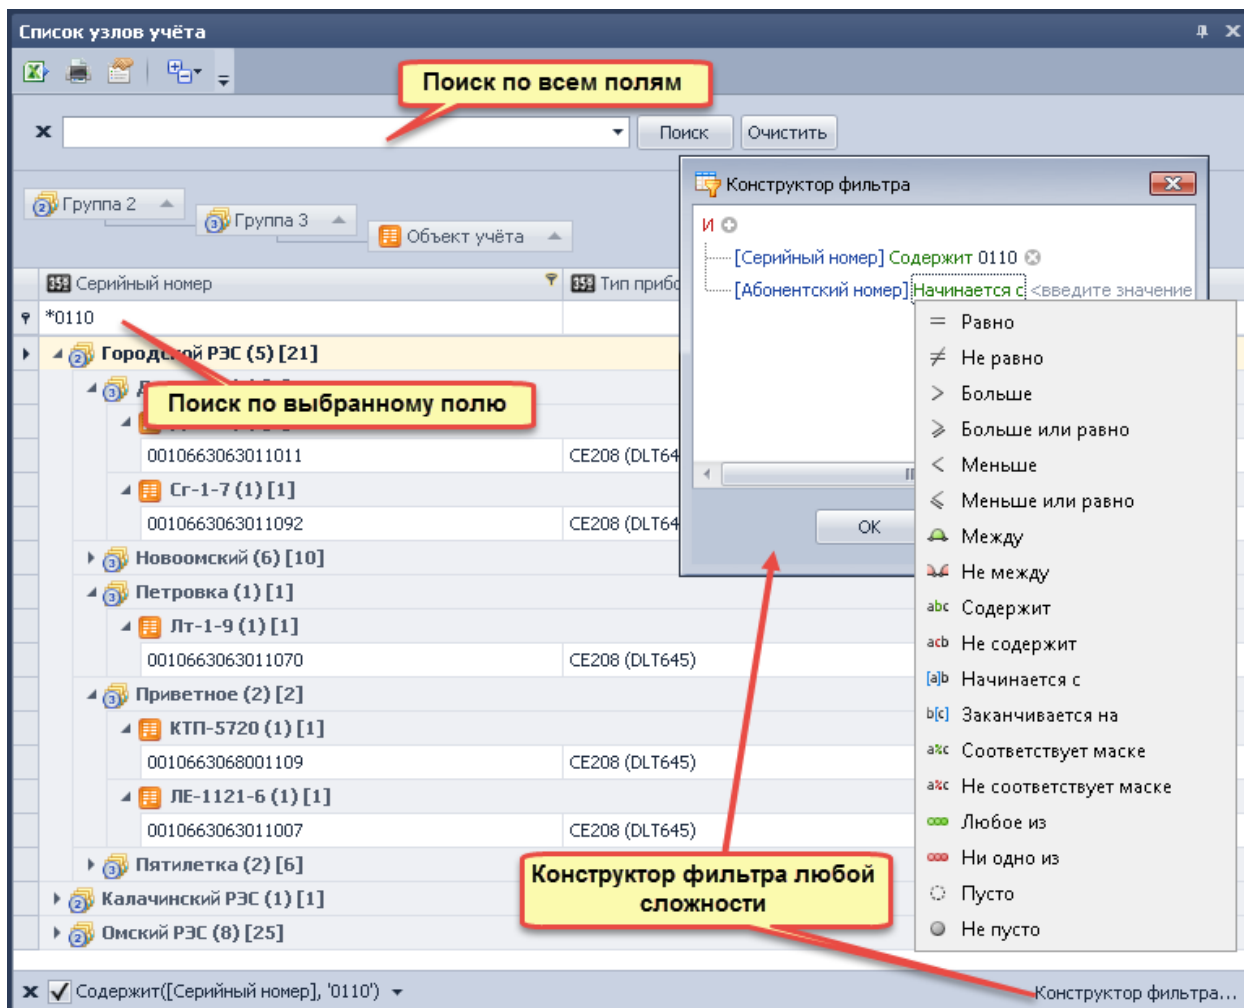 Список узлов учёта
Поиск по всем полям
Поиск
Очистить
Группа 2
Группа 3
Объект учёта
Конструктор фильтра
И
[Серийный номер] Содержит 0110
[Абонентский номер] Начинается с <введите значение
Серийный номер
Тип прибо
*0110
Городской РЭС (5) [21]
Поиск по выбранному полю
0010663063011011
CE208 (DLT64
Сг-1-7 (1) [1]
0010663063011092
CE208 (DLT64
Новоомский (6) [10]
Петровка (1) [1]
Лт-1-9 (1) [1]
0010663063011070
CE208 (DLT645)
Приветное (2) [2]
КТП-5720 (1) [1]
0010663068001109
CE208 (DLT645)
ЛЕ-1121-6 (1) [1]
0010663063011007
CE208 (DLT645)
Пятилетка (2) [6]
Калачинский РЭС (1) [1]
Омский РЭС (8) [25]
ОК
Равно
Не равно
Больше
Больше или равно
Меньше
Меньше или равно
Между
Не между
Содержит
Не содержит
Начинается с
Заканчивается на
Соответствует маске
Не соответствует маске
Любое из
Ни одно из
Пусто
Не пусто
Конструктор фильтра любой
сложности
Содержит([Серийный номер], '0110')
Конструктор фильтра...